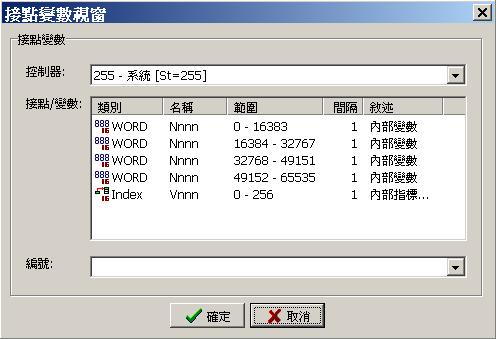 接點變數視窗
接點變數
控制器: 255 - 系統 [St=255]
接點/變數: 類別 名稱 範圍 間隔 敘述
WORD Nnnn 0 - 16383 1 內部變數
WORD Nnnn 16384 - 32767 1 內部變數
WORD Nnnn 32768 - 49151 1 內部變數
WORD Nnnn 49152 - 65535 1 內部變數
Index Vnnn 0 - 256 1 內部指標...
編號:
確定 取消